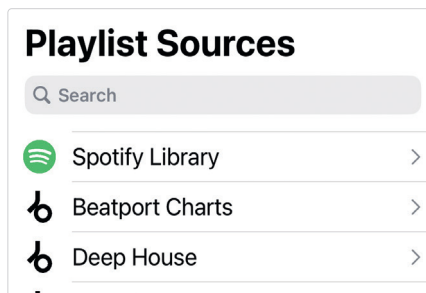 Playlist Sources
Search
Spotify Library
Beatport Charts
Deep House